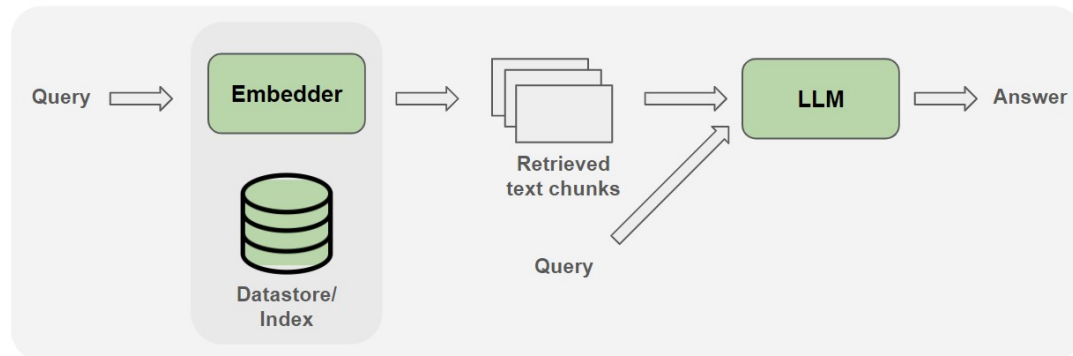 Query
Embedder
Datastore/
Index
Retrieved
text chunks
Query
LLM
Answer